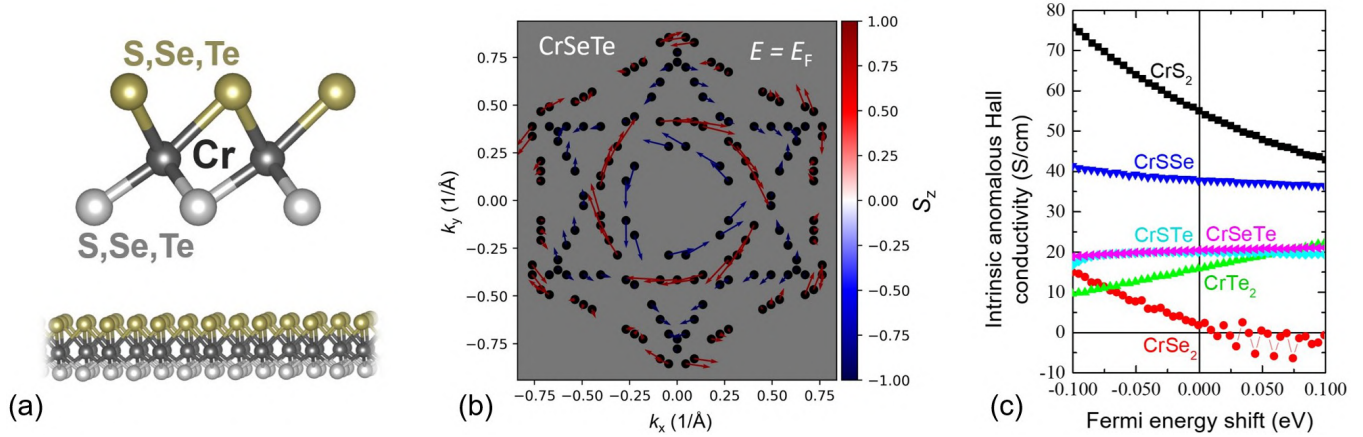 S,Se,Te
Cr
S,Se,Te
(a)
CrSeTe
E = E_F
k_y (1/Å)
0.75
0.50
0.25
0.00
−0.25
−0.50
−0.75
−0.75
−0.50
−0.25
0.00
0.25
0.50
0.75
k_x (1/Å)
(b)
1.00
0.75
0.50
0.25
0.00
−0.25
−0.50
−0.75
−1.00
S_z
Intrinsic anomalous Hall
conductivity (S/cm)
80
70
60
50
40
30
20
10
0
-10
CrS₂
CrSSe
CrSTe
CrSeTe
CrTe₂
CrSe₂
-0.100
-0.050
0.000
0.050
0.100
Fermi energy shift (eV)
(c)